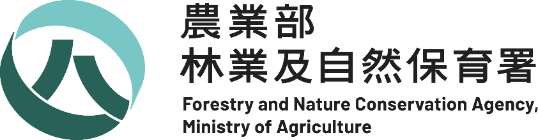 農業部
林業及自然保育署
Forestry and Nature Conservation Agency,
Ministry of Agriculture